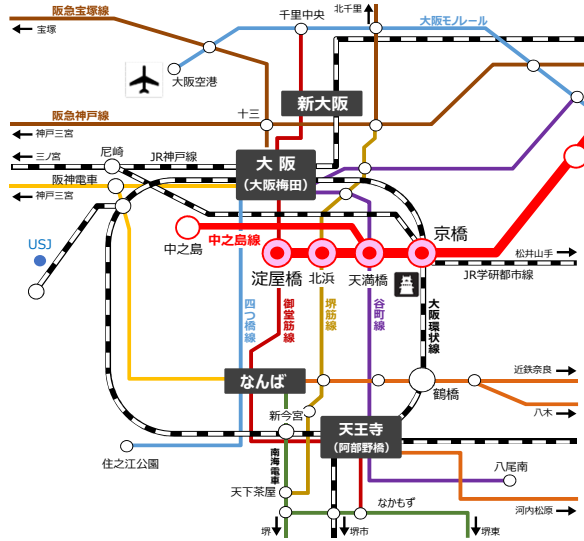 阪急宝塚線
宝塚
千里中央
北千里
大阪モノレール
大阪空港
新大阪
阪急神戸線
神戸三宮
十三
三ノ宮
尼崎
JR神戸線
大阪
(大阪梅田)
阪神電車
神戸三宮
USJ
中之島
中之島線
京橋
松井山手
JR学研都市線
淀屋橋
北浜
天満橋
四つ橋線
御堂筋線
堺筋線
谷町線
大阪環状線
なんば
近鉄奈良
鶴橋
八木
新今宮
天王寺
(阿部野橋)
住之江公園
南海電車
天下茶屋
八尾南
なかもず
河内松原
堺
堺市
堺東